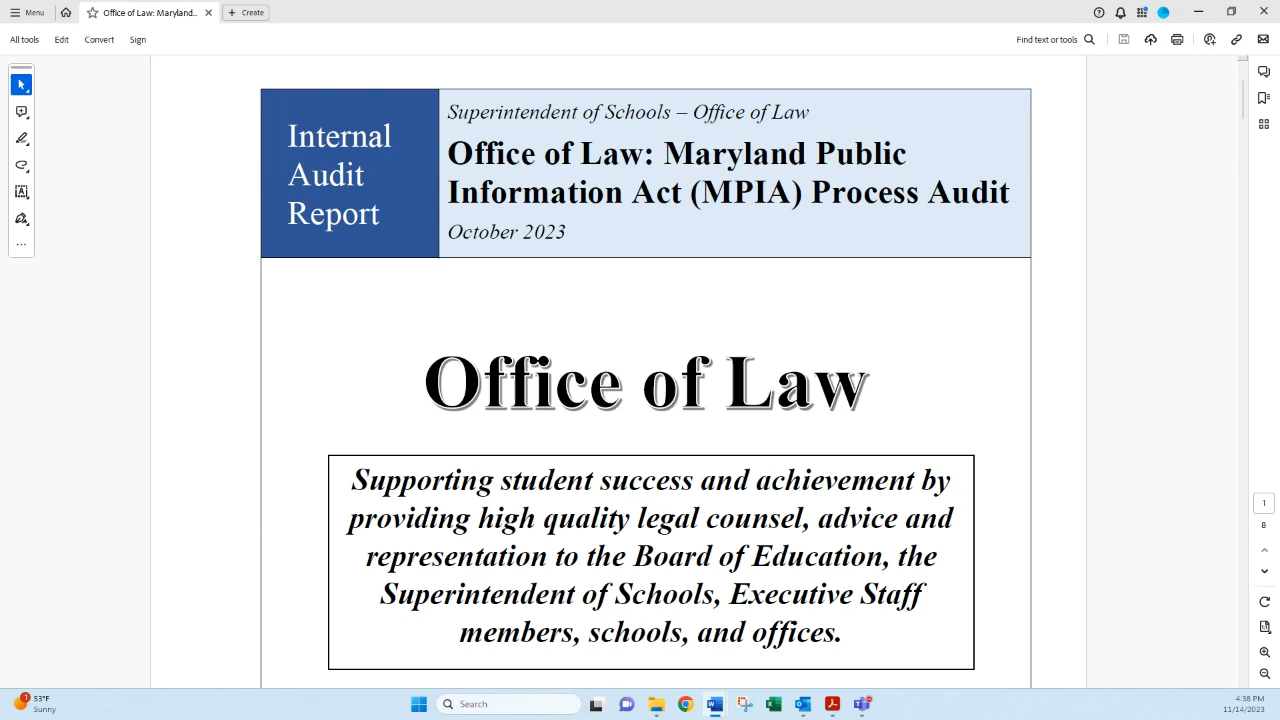 Menu
Office of Law: Maryland...
Create
All tools
Edit
Convert
Sign
Find text or tools
Internal
Audit
Report
Superintendent of Schools – Office of Law
Office of Law: Maryland Public
Information Act (MPIA) Process Audit
October 2023
Office of Law
Supporting student success and achievement by
providing high quality legal counsel, advice and
representation to the Board of Education, the
Superintendent of Schools, Executive Staff
members, schools, and offices.
1
8
1
53°F
Sunny
Search
4:38 PM
11/14/2023